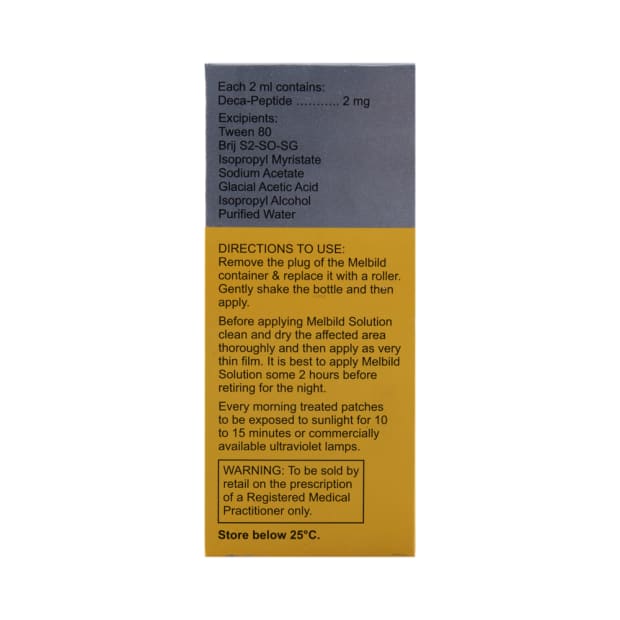 Each 2 ml contains:
Deca-Peptide ........... 2 mg
Excipients:
Tween 80
Brij S2-SO-SG
Isopropyl Myristate
Sodium Acetate
Glacial Acetic Acid
Isopropyl Alcohol
Purified Water
DIRECTIONS TO USE:
Remove the plug of the Melbild
container & replace it with a roller.
Gently shake the bottle and then
apply.
Before applying Melbild Solution
clean and dry the affected area
thoroughly and then apply as very
thin film. It is best to apply Melbild
Solution some 2 hours before
retiring for the night.
Every morning treated patches
to be exposed to sunlight for 10
to 15 minutes or commercially
available ultraviolet lamps.
WARNING: To be sold by
retail on the prescription
of a Registered Medical
Practitioner only.
Store below 25°C.